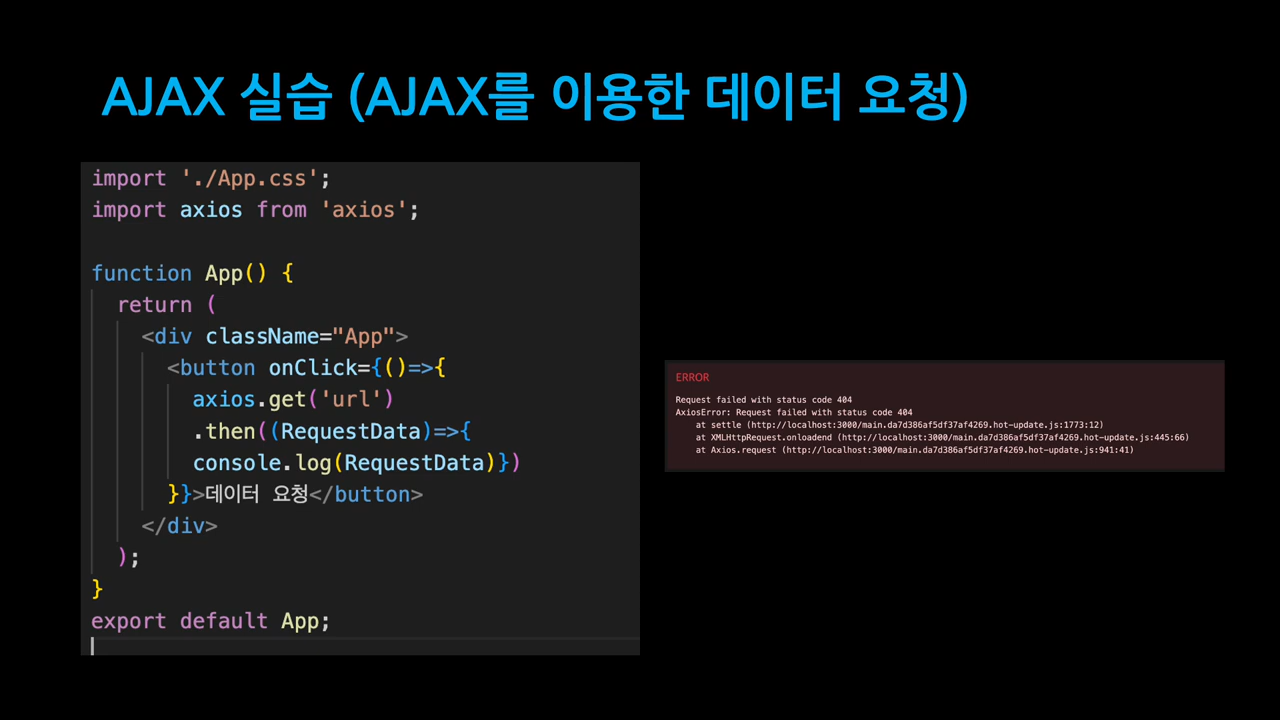 AJAX 실습 (AJAX를 이용한 데이터 요청)
import './App.css';
import axios from 'axios';
function App() {
return (
<div className="App">
<button onClick={()=>{
axios.get('url')
.then((RequestData)=>{
console.log(RequestData)})
}}>데이터 요청</button>
</div>
);
}
export default App;
ERROR
Request failed with status code 404
AxiosError: Request failed with status code 404
at settle (http://localhost:3000/main.da7d386af5df37af4269.hot-update.js:1773:12)
at XMLHttpRequest.onloadend (http://localhost:3000/main.da7d386af5df37af4269.hot-update.js:445:66)
at Axios.request (http://localhost:3000/main.da7d386af5df37af4269.hot-update.js:941:41)